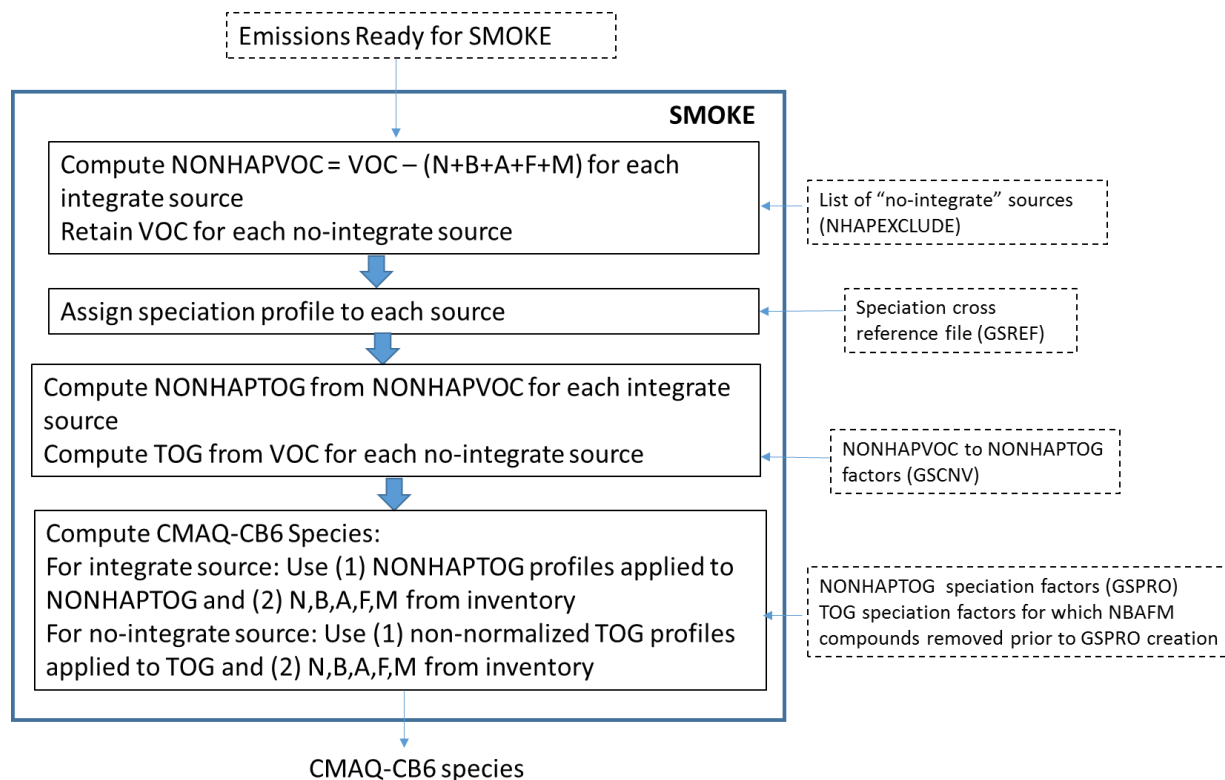 Emissions Ready for SMOKE
SMOKE
Compute NONHAPVOC = VOC – (N+B+A+F+M) for each
integrate source
Retain VOC for each no-integrate source
List of “no-integrate” sources
(NHAPEXCLUDE)
Assign speciation profile to each source
Speciation cross
reference file (GSREF)
Compute NONHAPTOG from NONHAPVOC for each integrate
source
Compute TOG from VOC for each no-integrate source
NONHAPVOC to NONHAPTOG
factors (GSCNV)
Compute CMAQ-CB6 Species:
For integrate source: Use (1) NONHAPTOG profiles applied to
NONHAPTOG and (2) N,B,A,F,M from inventory
For no-integrate source: Use (1) non-normalized TOG profiles
applied to TOG and (2) N,B,A,F,M from inventory
NONHAPTOG speciation factors (GSPRO)
TOG speciation factors for which NBAFM
compounds removed prior to GSPRO creation
CMAQ-CB6 species